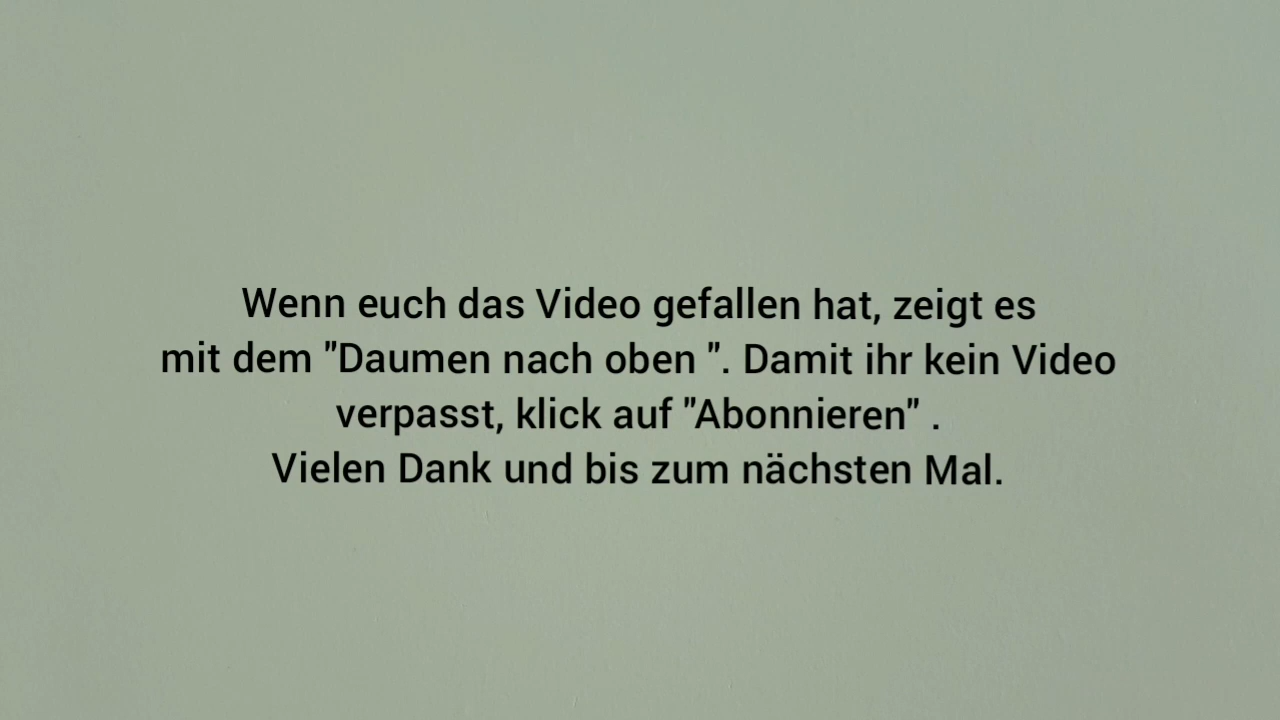 Wenn euch das Video gefallen hat, zeigt es
mit dem "Daumen nach oben ". Damit ihr kein Video
verpasst, klick auf "Abonnieren" .
Vielen Dank und bis zum nächsten Mal.